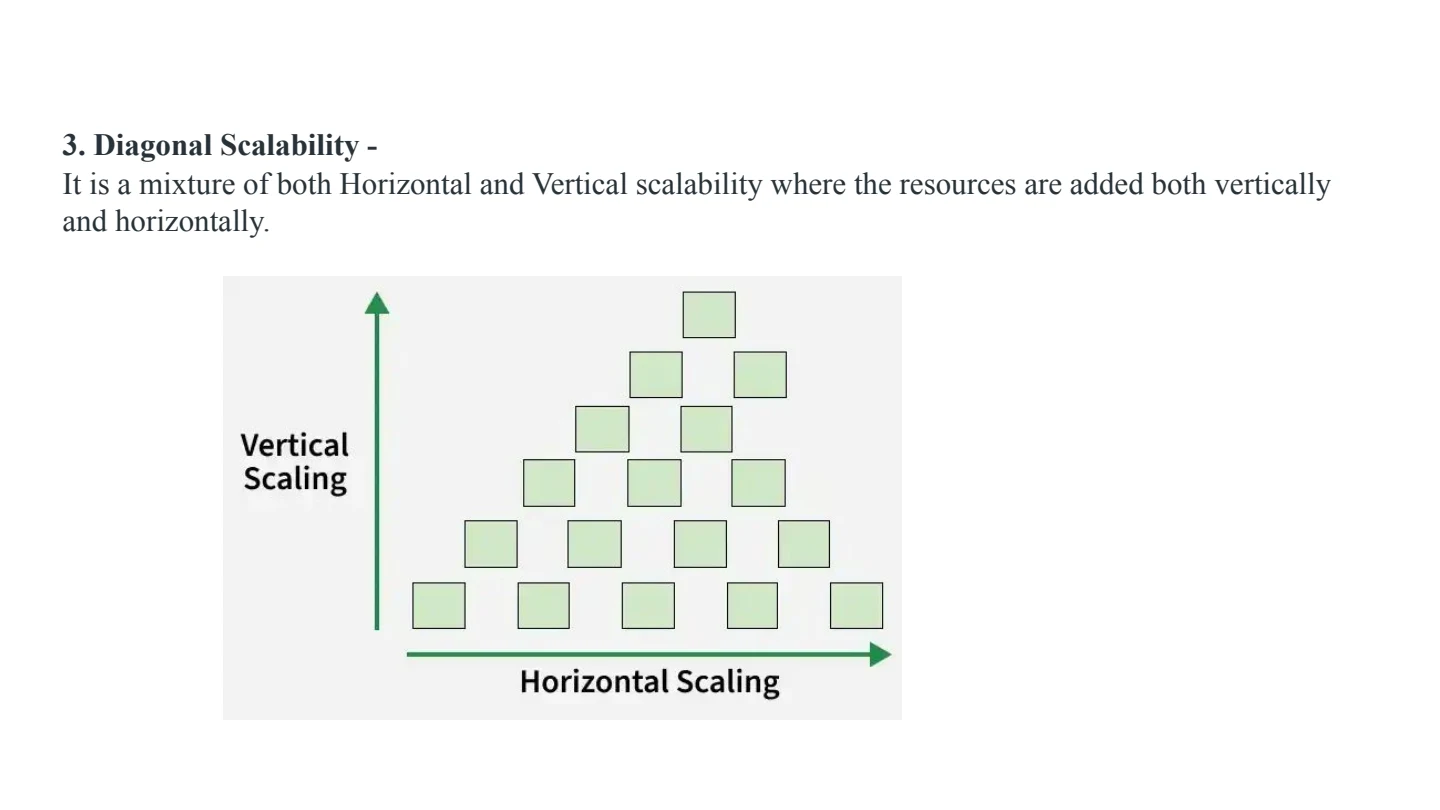 3. Diagonal Scalability -
It is a mixture of both Horizontal and Vertical scalability where the resources are added both vertically
and horizontally.
Vertical
Scaling
Horizontal Scaling